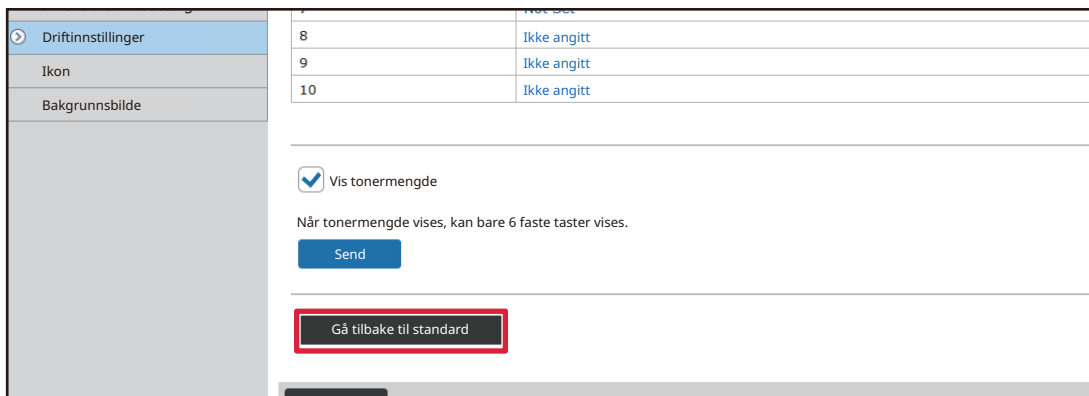 Driftinnstillinger
Ikon
Bakgrunnsbilde
8 Ikke angitt
9 Ikke angitt
10 Ikke angitt
Vis tonermengde
Når tonermengde vises, kan bare 6 faste taster vises.
Send
Gå tilbake til standard